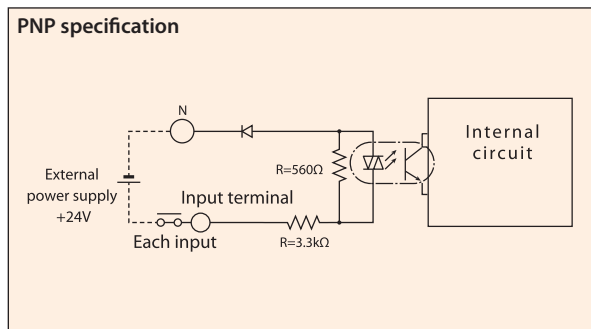 PNP specification
N
Internal
circuit
R=560Ω
External
power supply
+24V
Input terminal
Each input
R=3.3kΩ